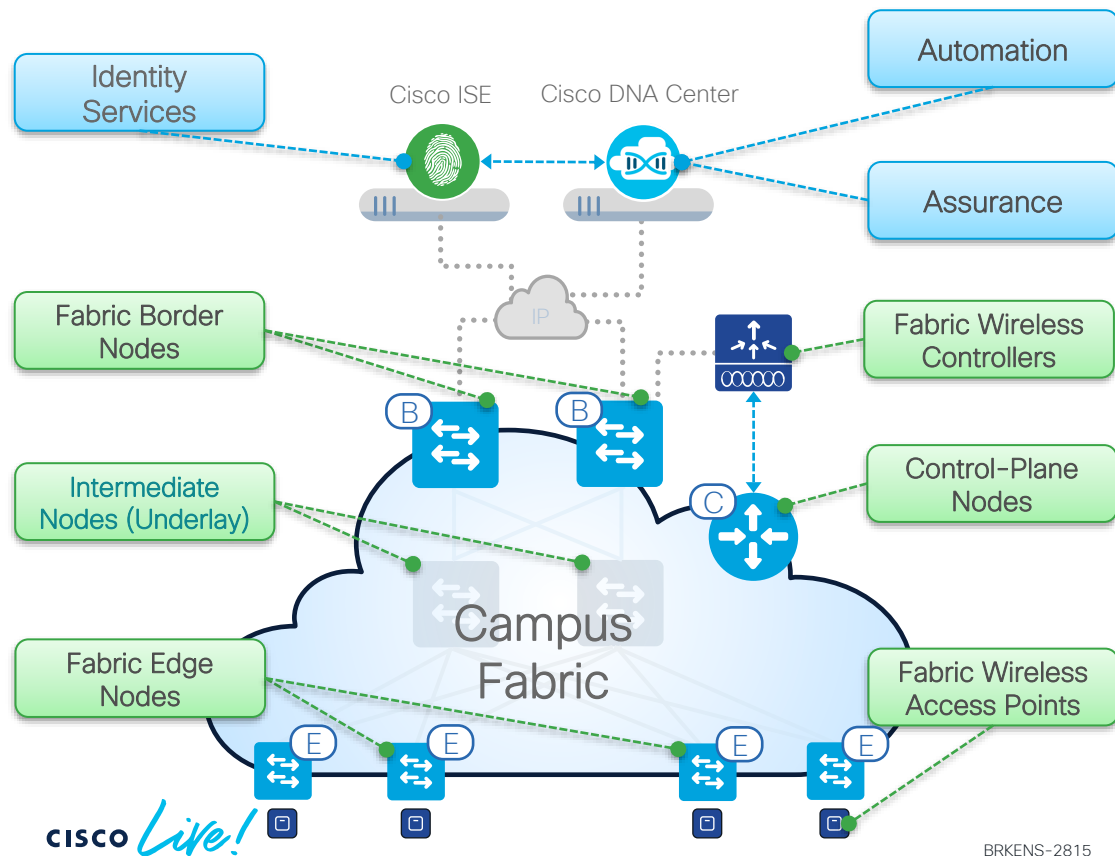 Identity
Services
Cisco ISE
Cisco DNA Center
Automation
Assurance
IP
Fabric Border
Nodes
Fabric Wireless
Controllers
B
B
Intermediate
Nodes (Underlay)
C
Control-Plane
Nodes
Campus
Fabric
Fabric Edge
Nodes
Fabric Wireless
Access Points
E
E
E
E
CISCO Live!
BRKENS-2815